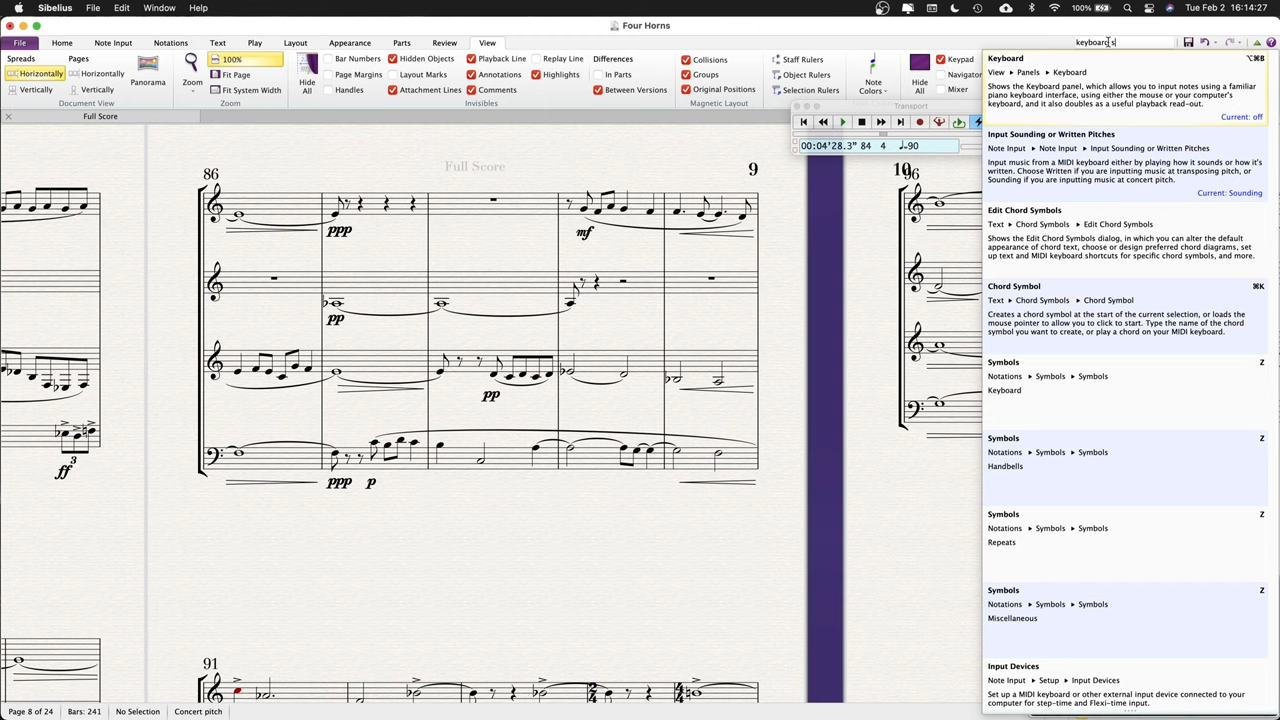 Sibelius File Edit Window Help
100% Tue Feb 2 14:14:27
Four Horns
File Home Note Input Notations Text Play Layout Appearance Parts Review View
keyboard s
Spreads Pages
Horizontally Horizontally
Vertically Vertically
Panorama
Document View
Zoom
100%
Fit Page
Fit System Width
Zoom
Hide All
Bar Numbers Hidden Objects Playback Line Replay Line
Page Margins Layout Marks Annotations Highlights
Handles Attachment Lines Comments
Invisibles
Differences
In Parts
Between Versions
Collisions
Groups
Original Positions
Magnetic Layout
Staff Rulers
Object Rulers
Selection Rulers
Note Colors
Hide All
Keypad
Navigator
Mixer
Full Score
Transport
00:04'28.3" 84 4 ♩=90
Full Score
86
9
10
96
ppp
mf
pp
pp
ppp p
3
ff
91
2
4
4
Keyboard ⌥⌘B
View ▸ Panels ▸ Keyboard
Shows the Keyboard panel, which allows you to input notes using a familiar
piano keyboard interface, using either the mouse or your computer's
keyboard, and it also doubles as a useful playback read-out.
Current: off
Input Sounding or Written Pitches
Note Input ▸ Note Input ▸ Input Sounding or Written Pitches
Input music from a MIDI keyboard either by playing how it sounds or how it's
written. Choose Written if you are inputting music at transposing pitch, or
Sounding if you are inputting music at concert pitch.
Current: Sounding
Edit Chord Symbols
Text ▸ Chord Symbols ▸ Edit Chord Symbols
Shows the Edit Chord Symbols dialog, in which you can alter the default
appearance of chord text, choose or design preferred chord diagrams, set
up text and MIDI keyboard shortcuts for specific chord symbols, and more.
Chord Symbol ⌘K
Text ▸ Chord Symbols ▸ Chord Symbol
Creates a chord symbol at the start of the current selection, or loads the
mouse pointer to allow you to click to start. Type the name of the chord
symbol you want to create, or play a chord on your MIDI keyboard.
Symbols Z
Notations ▸ Symbols ▸ Symbols
Keyboard
Symbols Z
Notations ▸ Symbols ▸ Symbols
Handbells
Symbols Z
Notations ▸ Symbols ▸ Symbols
Repeats
Symbols Z
Notations ▸ Symbols ▸ Symbols
Miscellaneous
Input Devices
Note Input ▸ Setup ▸ Input Devices
Set up a MIDI keyboard or other external input device connected to your
computer for step-time and Flexi-time input.
Page 8 of 24 Bars: 241 No Selection Concert pitch